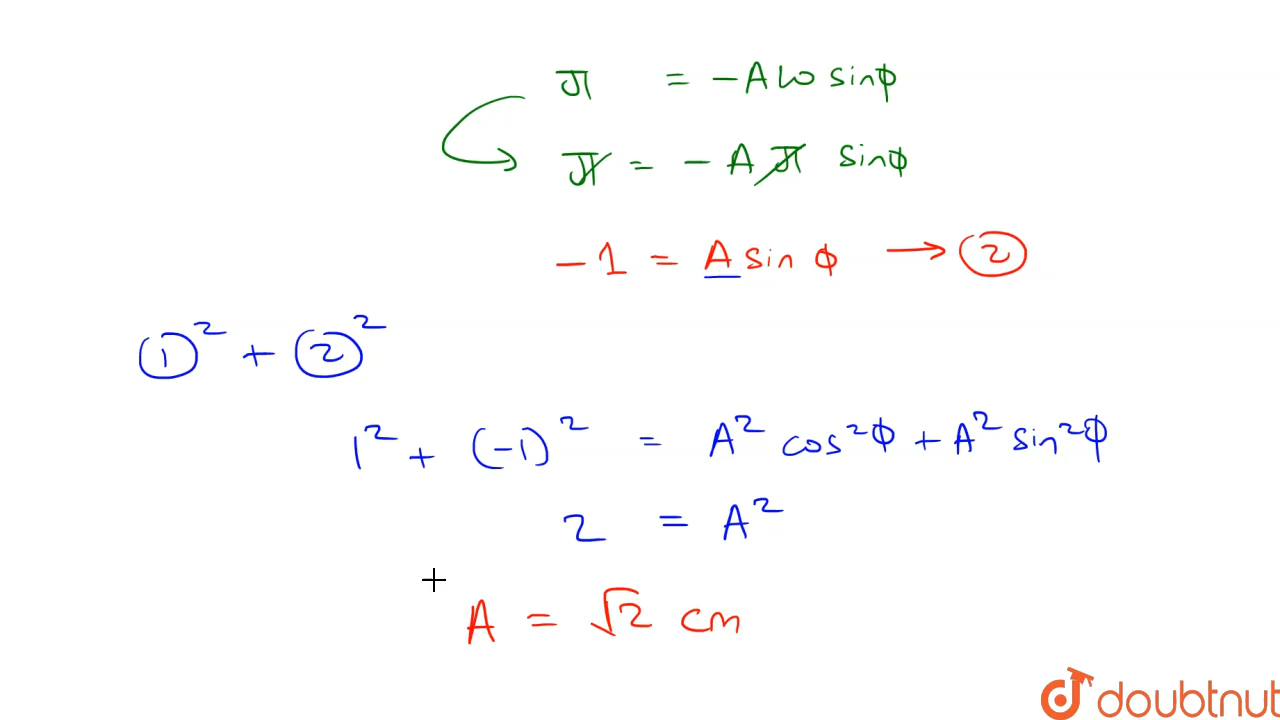 π = -Aω sinφ
π = - A π sinφ
-1 = A sin φ → ②
①² + ②²
1² + (-1)² = A² cos²φ + A² sin²φ
2 = A²
A = √2 cm
doubtnut